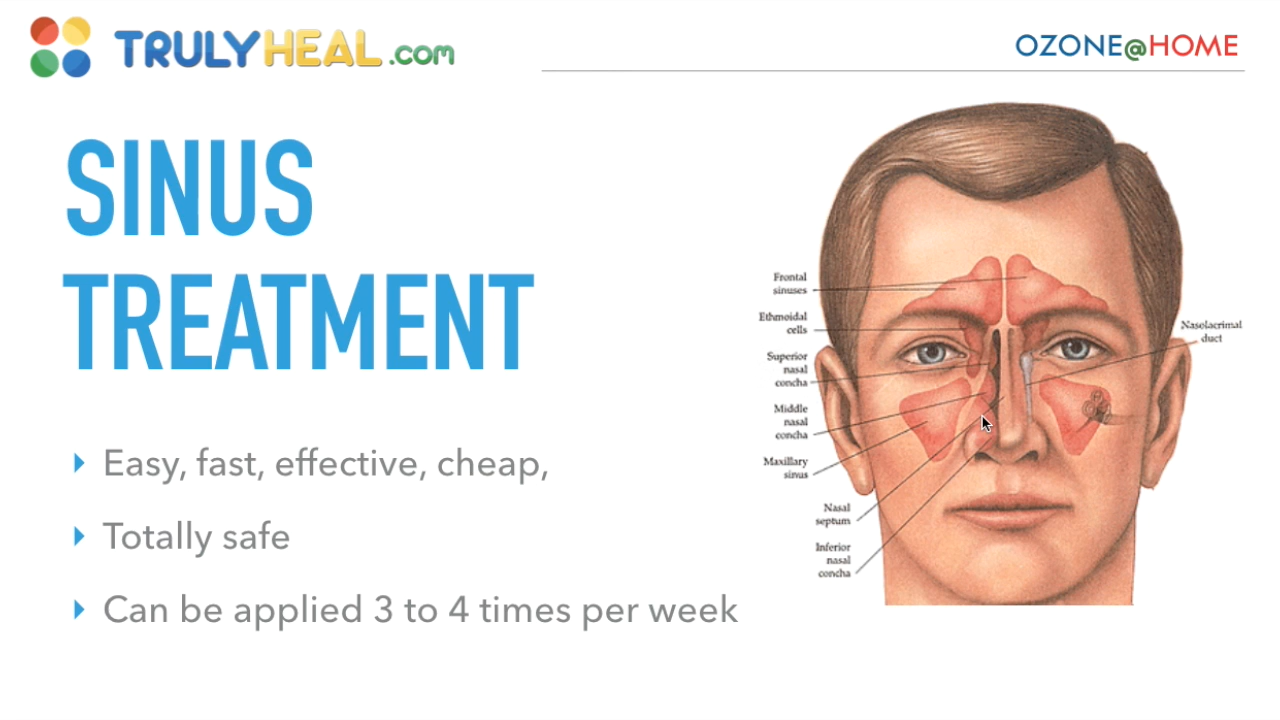 TRULYHEAL.com
OZONE@HOME
SINUS
TREATMENT
Easy, fast, effective, cheap,
Totally safe
Can be applied 3 to 4 times per week
Frontal
sinuses
Ethmoidal
cells
Superior
nasal
concha
Middle
nasal
concha
Maxillary
sinus
Nasal
septum
Inferior
nasal
concha
Nasolacrimal
duct